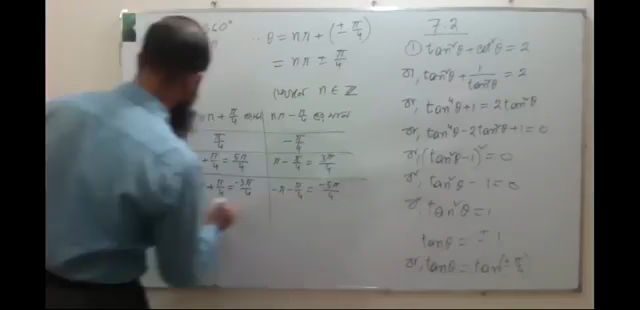 60°
∴ θ = nπ + (± π/4)
= nπ ± π/4
যেখানে n ∈ ℤ
nπ + π/4 এর মান | nπ - π/4 এর মান
π/4 | -π/4
+ π/4 = 5π/4 | π - π/4 = 3π/4
+ π/4 = -3π/4 | -π - π/4 = -5π/4
7.2
① tan²θ + cot²θ = 2
বা, tan²θ + 1/tan²θ = 2
বা, tan⁴θ + 1 = 2tan²θ
বা, tan⁴θ - 2tan²θ + 1 = 0
বা, (tan²θ - 1)² = 0
বা, tan²θ - 1 = 0
বা, tan²θ = 1
tanθ = ± 1
বা, tanθ = tan(± π/4)